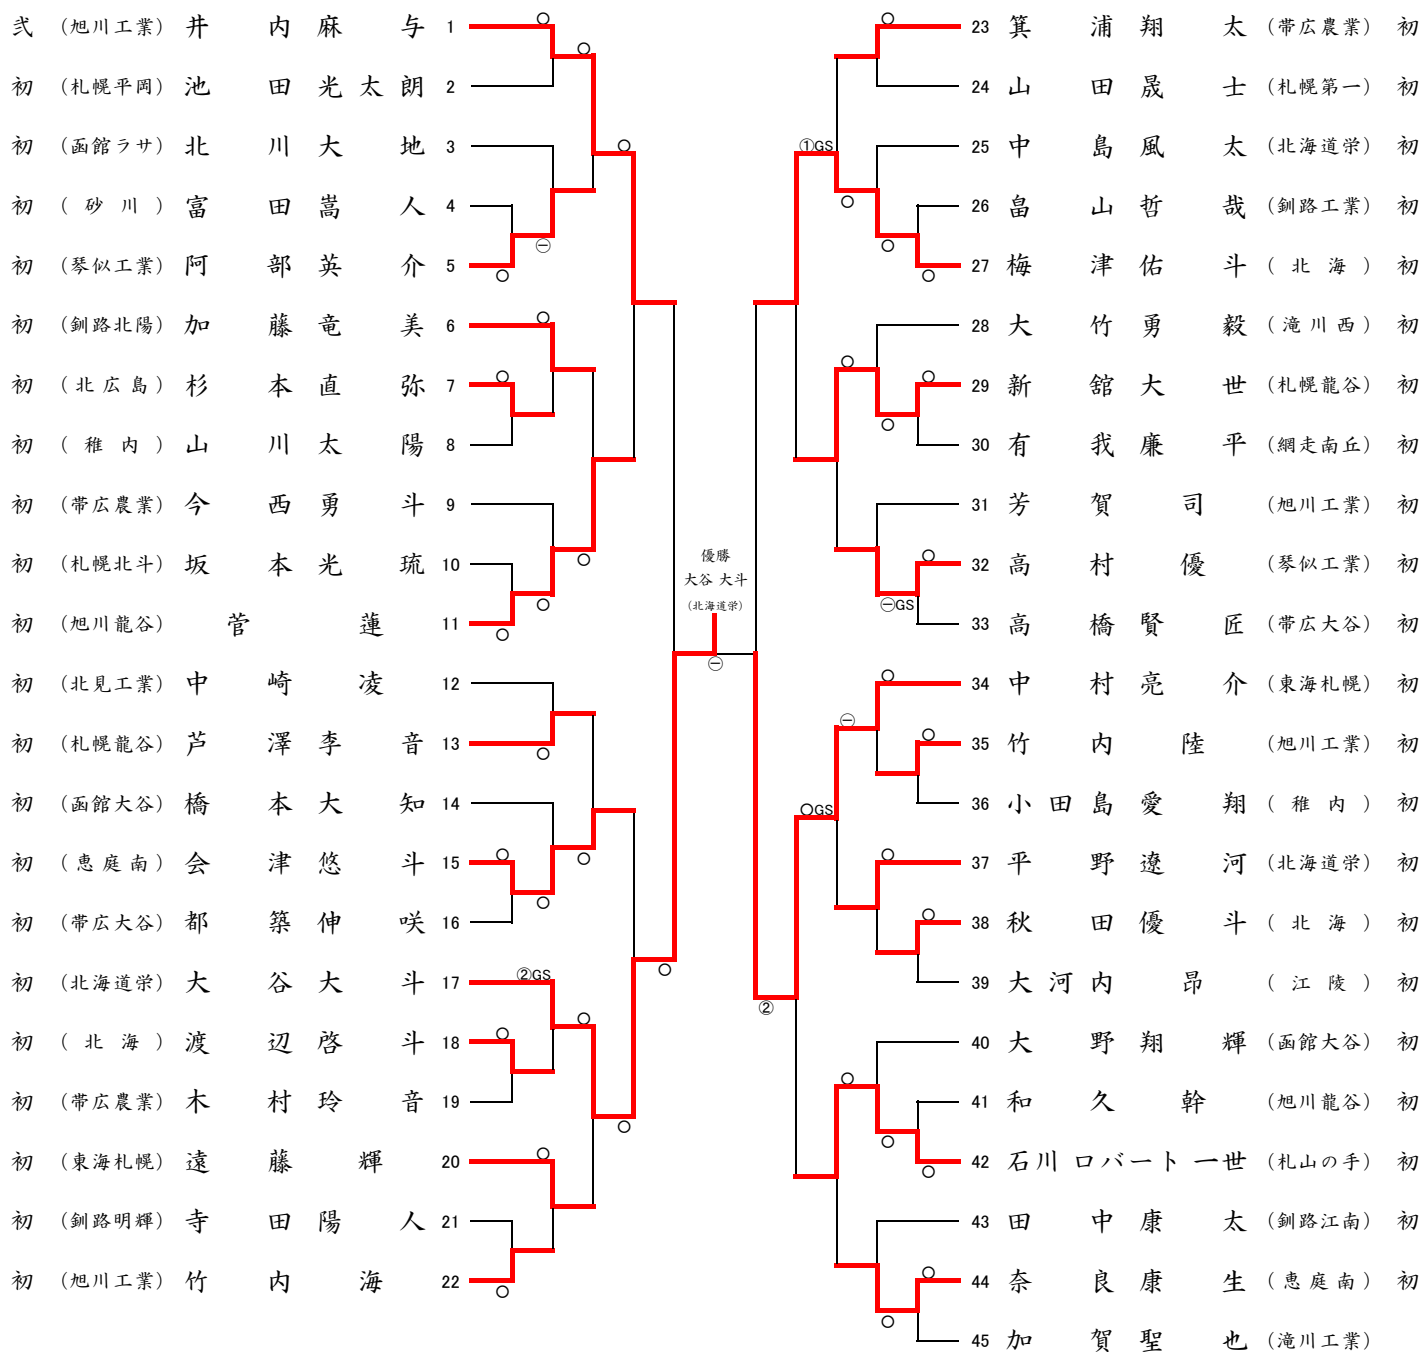 弐 (旭川工業) 井内麻与 1
初 (札幌平岡) 池田光太朗 2
初 (函館ラサ) 北川大地 3
初 (砂川) 富田嵩人 4
初 (琴似工業) 阿部英介 5
初 (釧路北陽) 加藤竜美 6
初 (北広島) 杉本直弥 7
初 (稚内) 山川太陽 8
初 (帯広農業) 今西勇斗 9
初 (札幌北斗) 坂本光琉 10
初 (旭川龍谷) 菅蓮 11
初 (北見工業) 中崎凌 12
初 (札幌龍谷) 芦澤李音 13
初 (函館大谷) 橋本大知 14
初 (恵庭南) 会津悠斗 15
初 (帯広大谷) 都築伸咲 16
初 (北海道栄) 大谷大斗 17
初 (北海) 渡辺啓斗 18
初 (帯広農業) 木村玲音 19
初 (東海札幌) 遠藤輝 20
初 (釧路明輝) 寺田陽人 21
初 (旭川工業) 竹内海 22
②GS
優勝
大谷 大斗
(北海道栄)
㊀
①GS
㊀GS
㊀
○GS
②
23 箕浦翔太 (帯広農業) 初
24 山田晟士 (札幌第一) 初
25 中島風太 (北海道栄) 初
26 畠山哲哉 (釧路工業) 初
27 梅津佑斗 (北海) 初
28 大竹勇毅 (滝川西) 初
29 新舘大世 (札幌龍谷) 初
30 有我廉平 (網走南丘) 初
31 芳賀司 (旭川工業) 初
32 高村優 (琴似工業) 初
33 高橋賢匠 (帯広大谷) 初
34 中村亮介 (東海札幌) 初
35 竹内陸 (旭川工業) 初
36 小田島愛翔 (稚内) 初
37 平野遼河 (北海道栄) 初
38 秋田優斗 (北海) 初
39 大河内昂 (江陵) 初
40 大野翔輝 (函館大谷) 初
41 和久幹 (旭川龍谷) 初
42 石川 ロバート 一世 (札山の手) 初
43 田中康太 (釧路江南) 初
44 奈良康生 (恵庭南) 初
45 加賀聖也 (滝川工業)